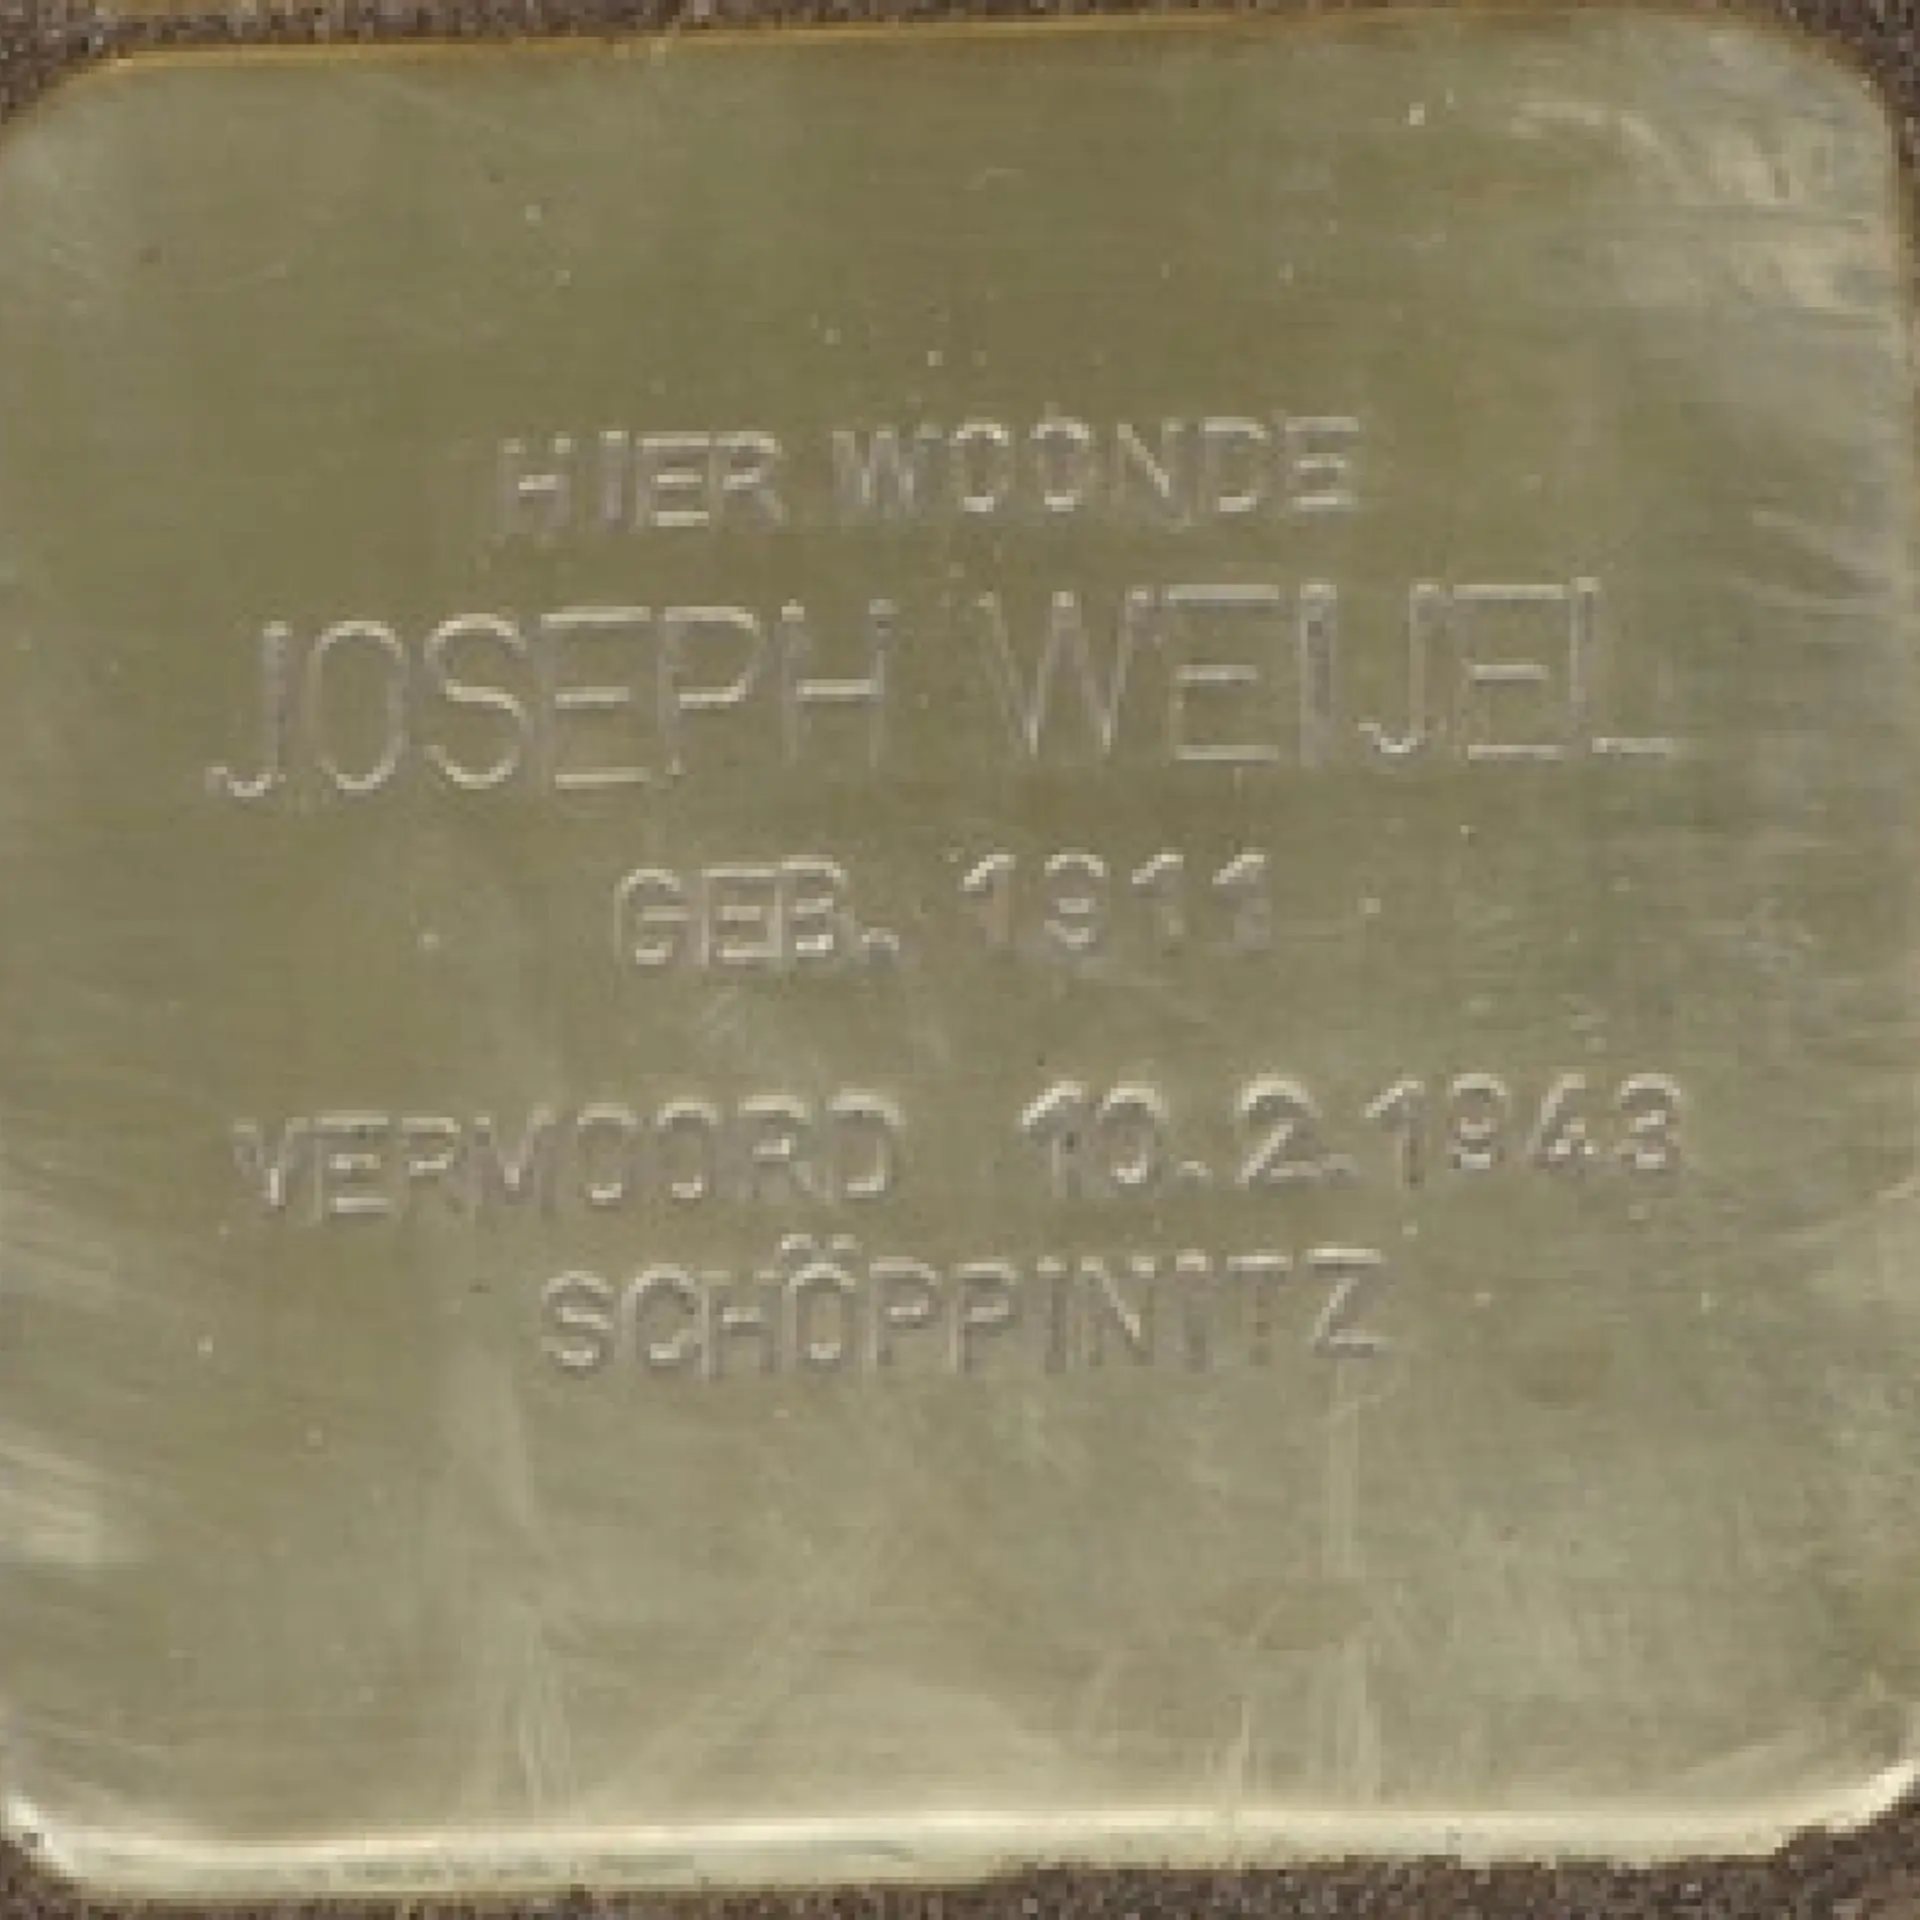 HIER WOONDE
JOSEPH WEIJEL
GEB. 1911
VERMOORD 10.2.1943
SCHÖPPINITZ